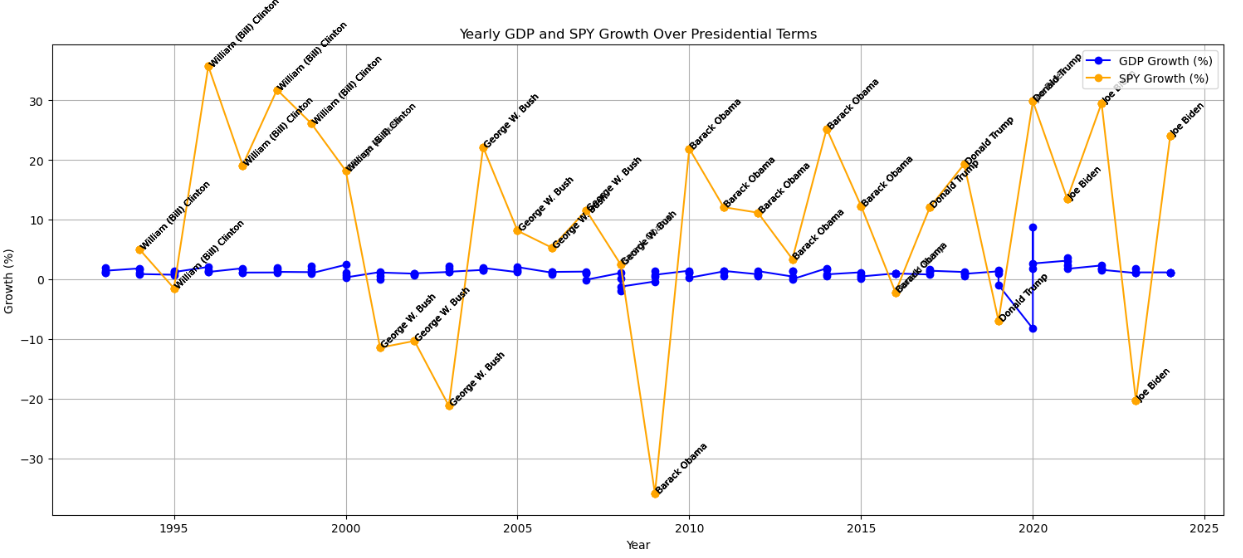 Yearly GDP and SPY Growth Over Presidential Terms
GDP Growth (%)
SPY Growth (%)
Growth (%)
30
20
10
0
−10
−20
−30
William (Bill) Clinton
William (Bill) Clinton
William (Bill) Clinton
William (Bill) Clinton
William (Bill) Clinton
William (Bill) Clinton
William (Bill) Clinton
George W. Bush
George W. Bush
George W. Bush
George W. Bush
George W. Bush
George W. Bush
George W. Bush
George W. Bush
Barack Obama
Barack Obama
Barack Obama
Barack Obama
Barack Obama
Barack Obama
Barack Obama
Barack Obama
Donald Trump
Donald Trump
Donald Trump
Donald Trump
Joe Biden
Joe Biden
Joe Biden
Joe Biden
1995
2000
2005
2010
2015
2020
2025
Year